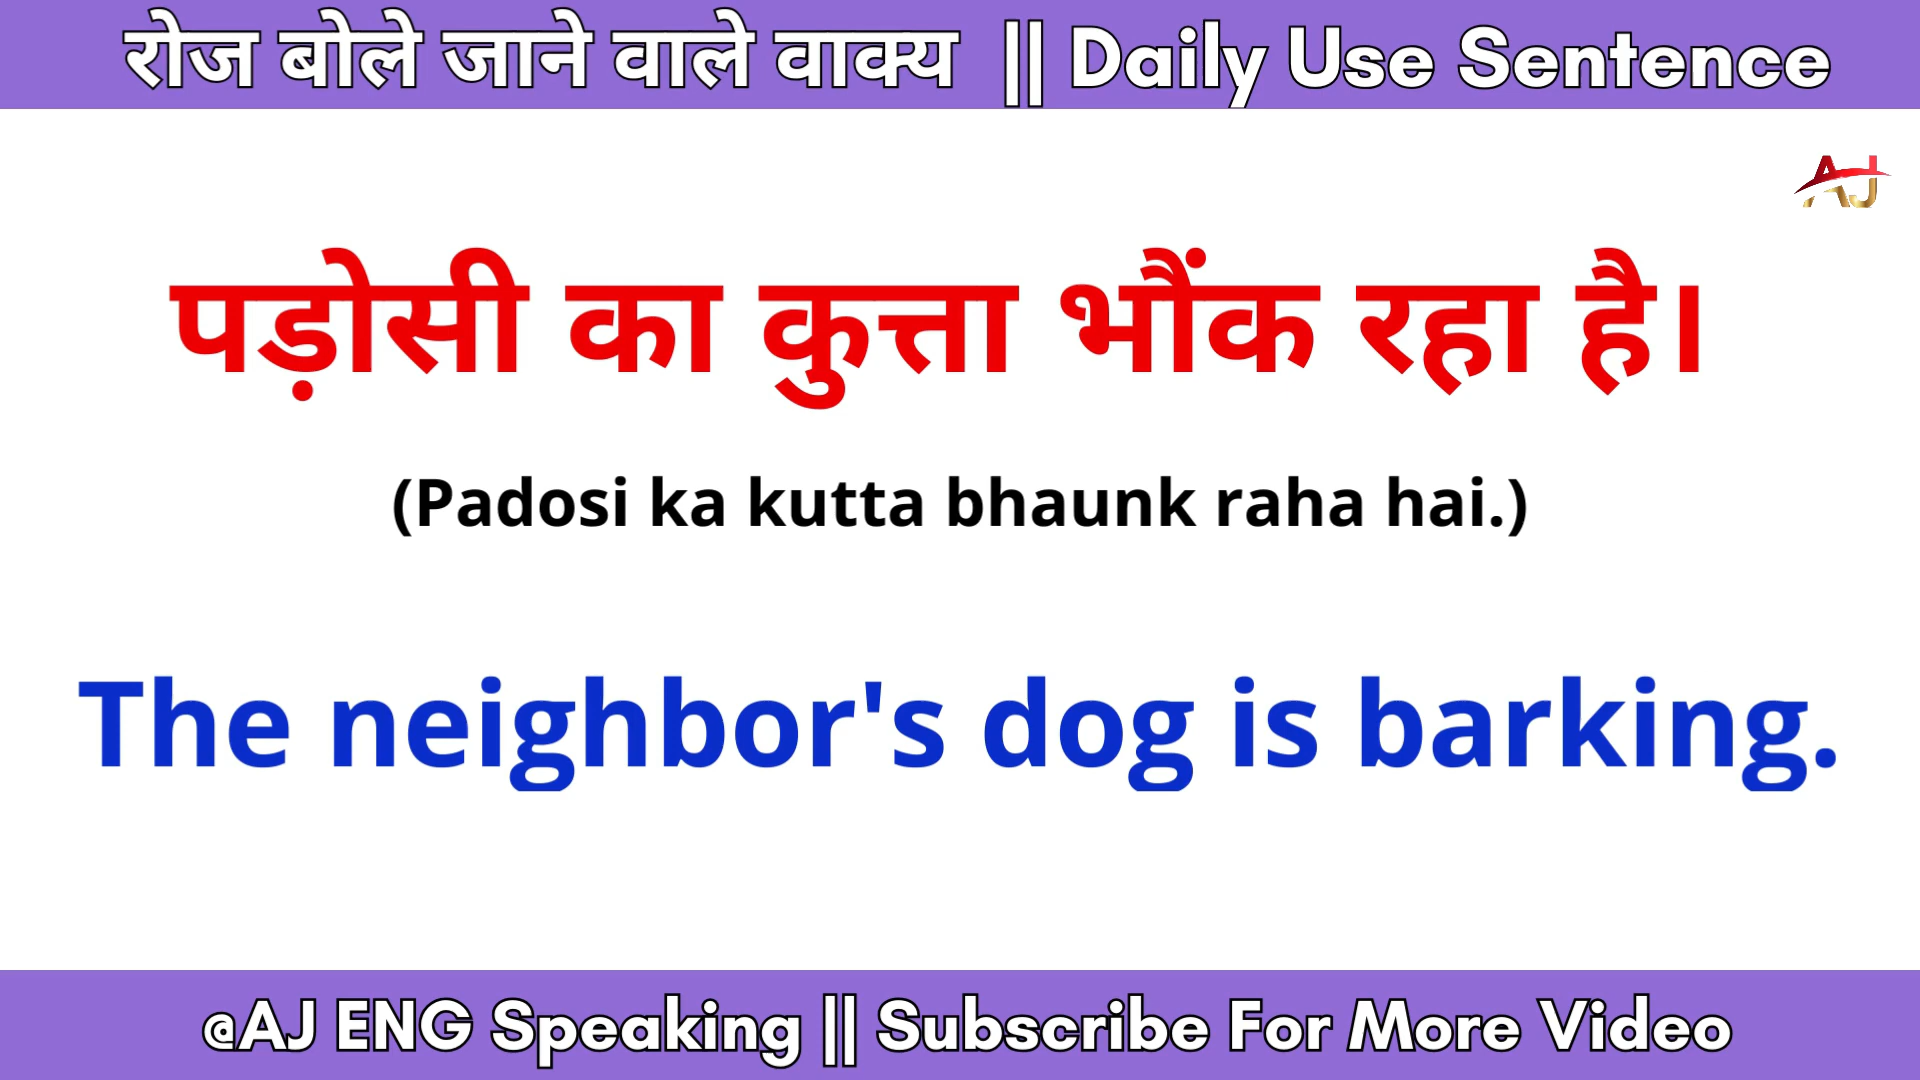 रोज बोले जाने वाले वाक्य || Daily Use Sentence
AJ
पड़ोसी का कुत्ता भौंक रहा है।
(Padosi ka kutta bhaunk raha hai.)
The neighbor's dog is barking.
@AJ ENG Speaking || Subscribe For More Video